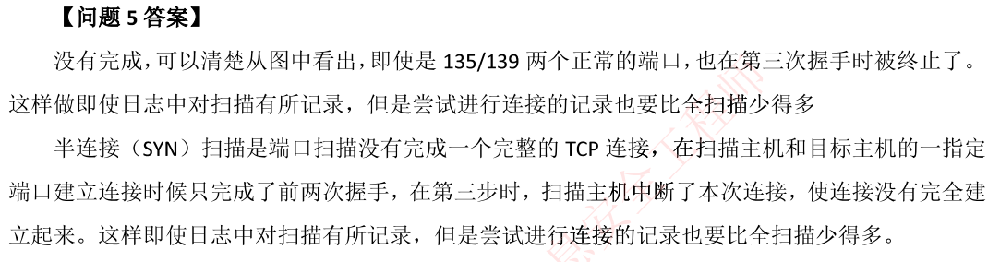 【问题 5 答案】
没有完成，可以清楚从图中看出，即使是 135/139 两个正常的端口，也在第三次握手时被终止了。
这样做即使日志中对扫描有所记录，但是尝试进行连接的记录也要比全扫描少得多
半连接（SYN）扫描是端口扫描没有完成一个完整的 TCP 连接，在扫描主机和目标主机的一指定
端口建立连接时候只完成了前两次握手，在第三步时，扫描主机中断了本次连接，使连接没有完全建
立起来。这样即使日志中对扫描有所记录，但是尝试进行连接的记录也要比全扫描少得多。
息安全工程师